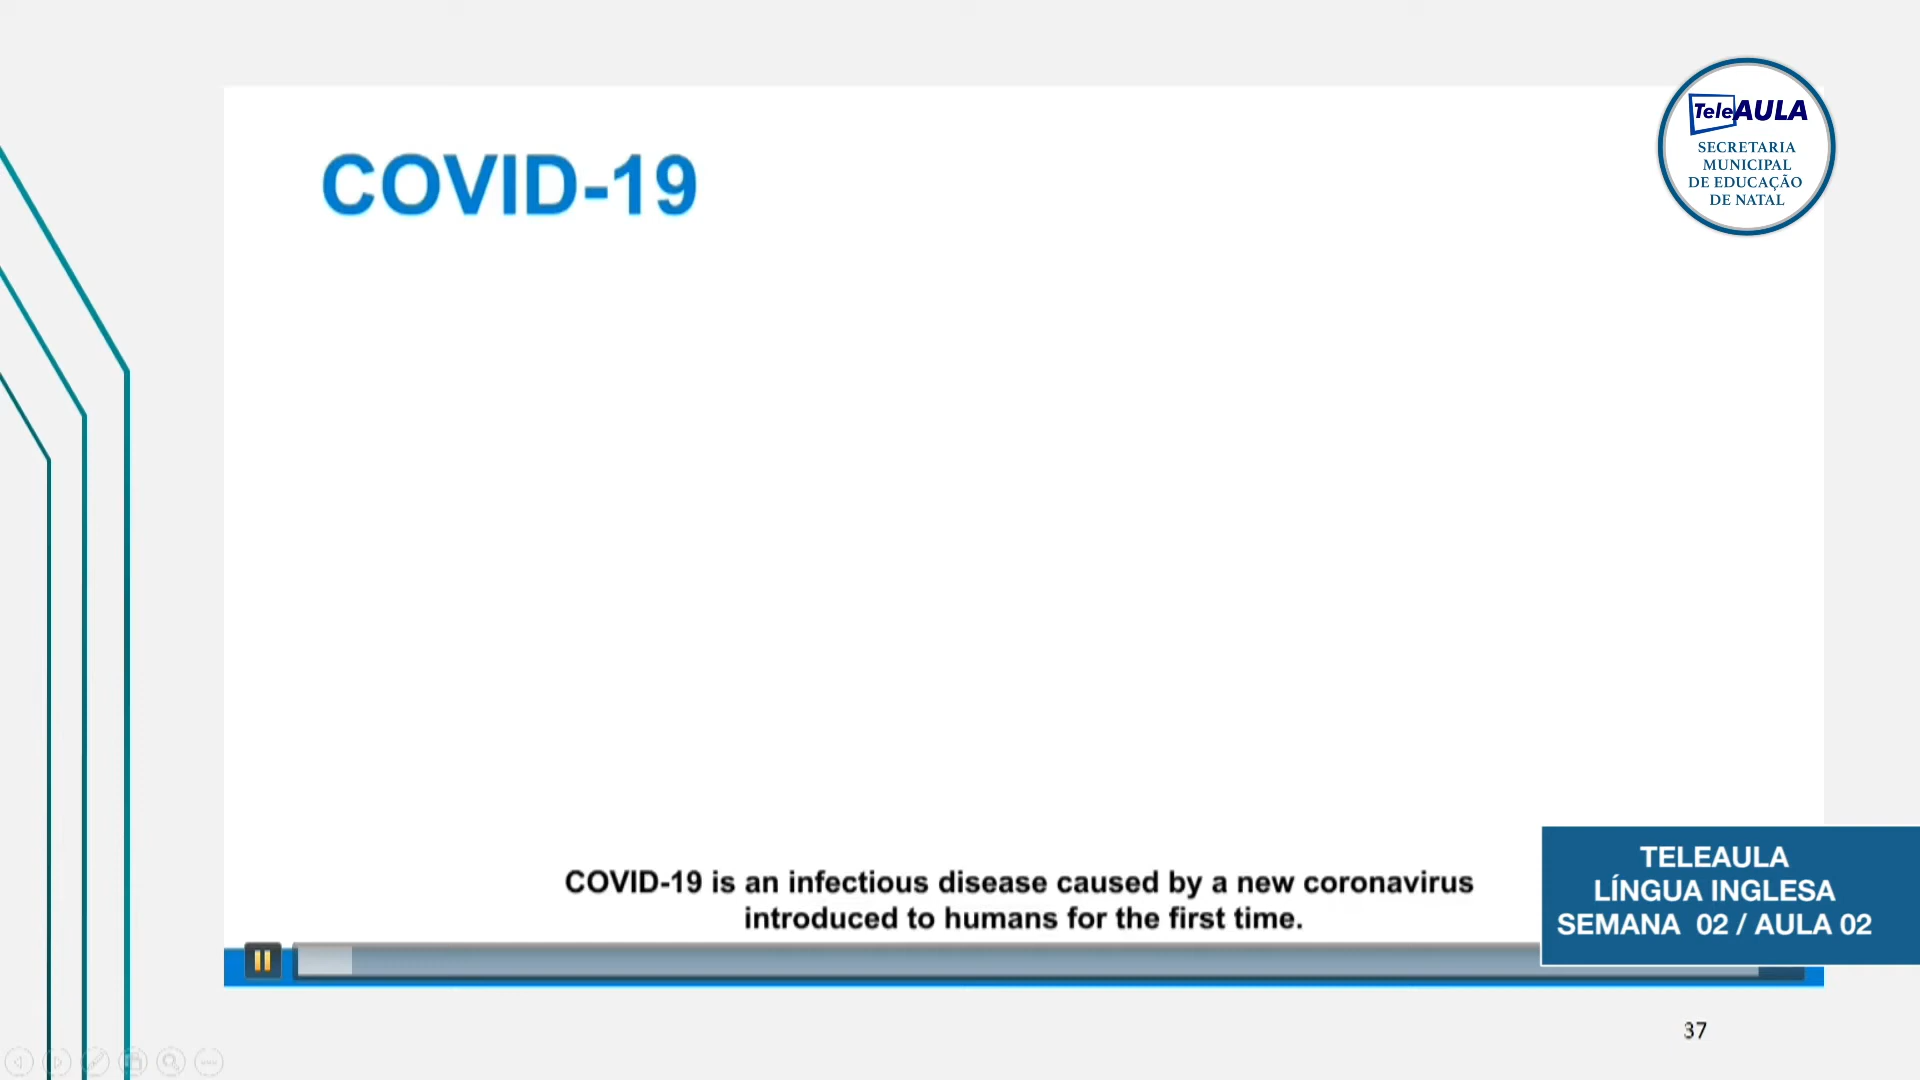 TeleAULA
SECRETARIA
MUNICIPAL
DE EDUCAÇÃO
DE NATAL
COVID-19
COVID-19 is an infectious disease caused by a new coronavirus
introduced to humans for the first time.
TELEAULA
LÍNGUA INGLESA
SEMANA 02 / AULA 02
37